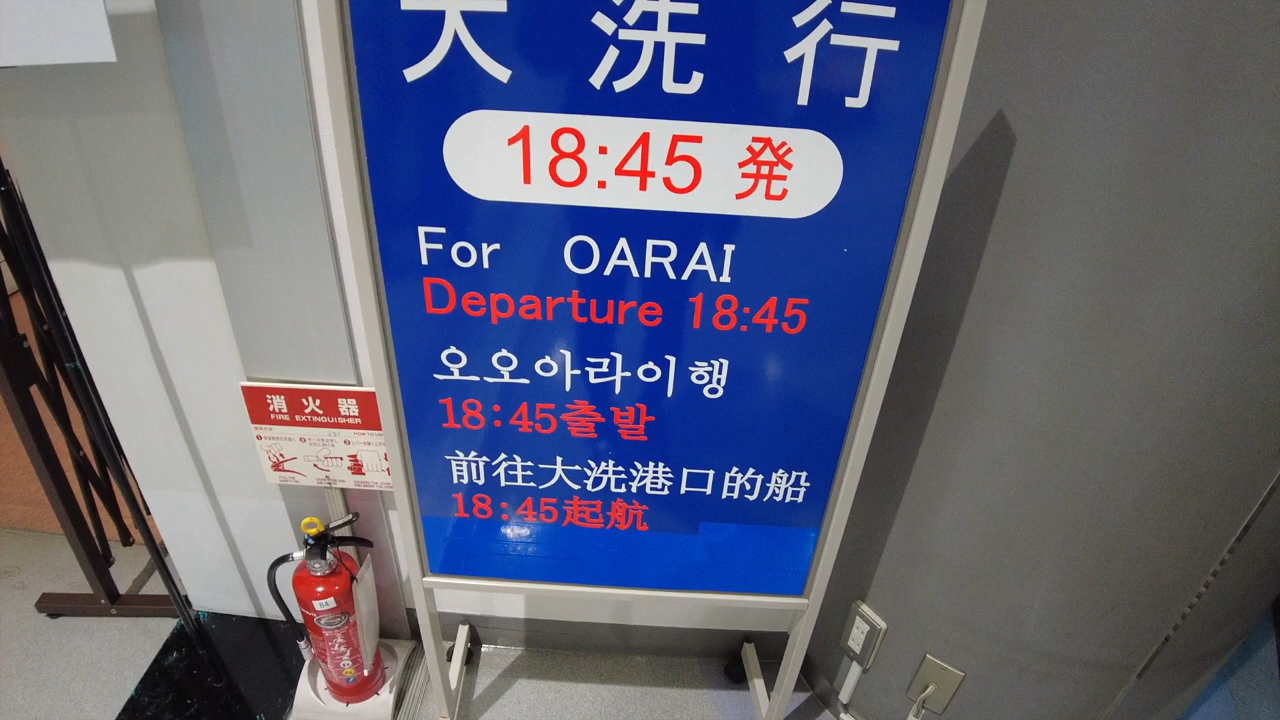 大洗行
18:45 発
For OARAI
Departure 18:45
오오아라이행
18:45출발
前往大洗港口的船
18:45起航
消火器
FIRE EXTINGUISHER
84